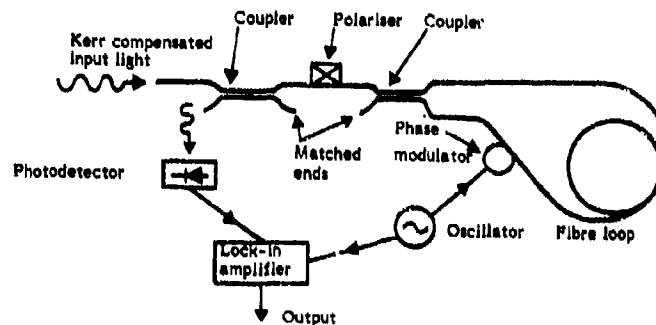 Coupler
Polariser
Coupler
Kerr compensated
input light
Matched
ends
Phase
modulator
Photodetector
Oscillator
Fibre loop
Lock-in
amplifier
Output